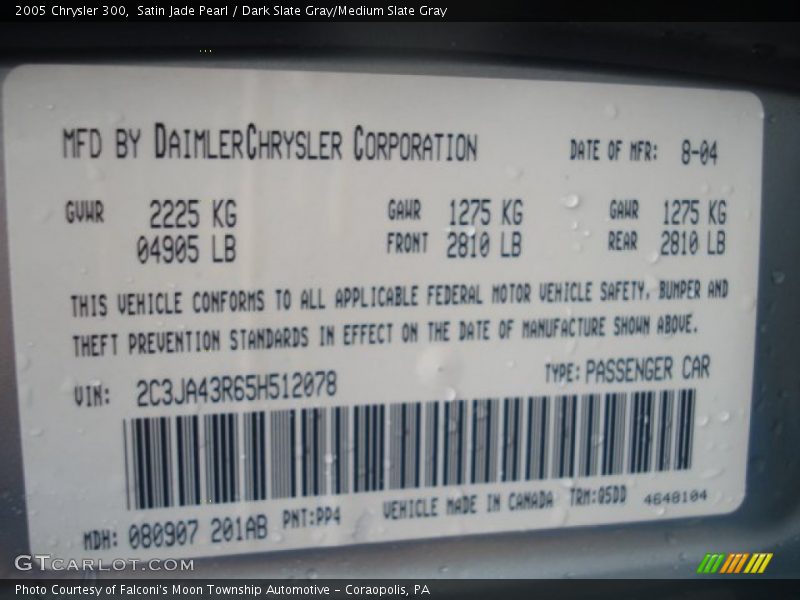 2005 Chrysler 300, Satin Jade Pearl / Dark Slate Gray/Medium Slate Gray
MFD BY DAIMLERCHRYSLER CORPORATION DATE OF MFR: 8-04
GVWR 2225 KG GAWR 1275 KG GAWR 1275 KG
04905 LB FRONT 2810 LB REAR 2810 LB
THIS VEHICLE CONFORMS TO ALL APPLICABLE FEDERAL MOTOR VEHICLE SAFETY, BUMPER AND
THEFT PREVENTION STANDARDS IN EFFECT ON THE DATE OF MANUFACTURE SHOWN ABOVE.
VIN: 2C3JA43R65H512078 TYPE: PASSENGER CAR
MDH: 080907 201AB PNT:PP4 VEHICLE MADE IN CANADA TRM:05DD 4648104
GTCARLOT.COM
Photo Courtesy of Falconi's Moon Township Automotive – Coraopolis, PA